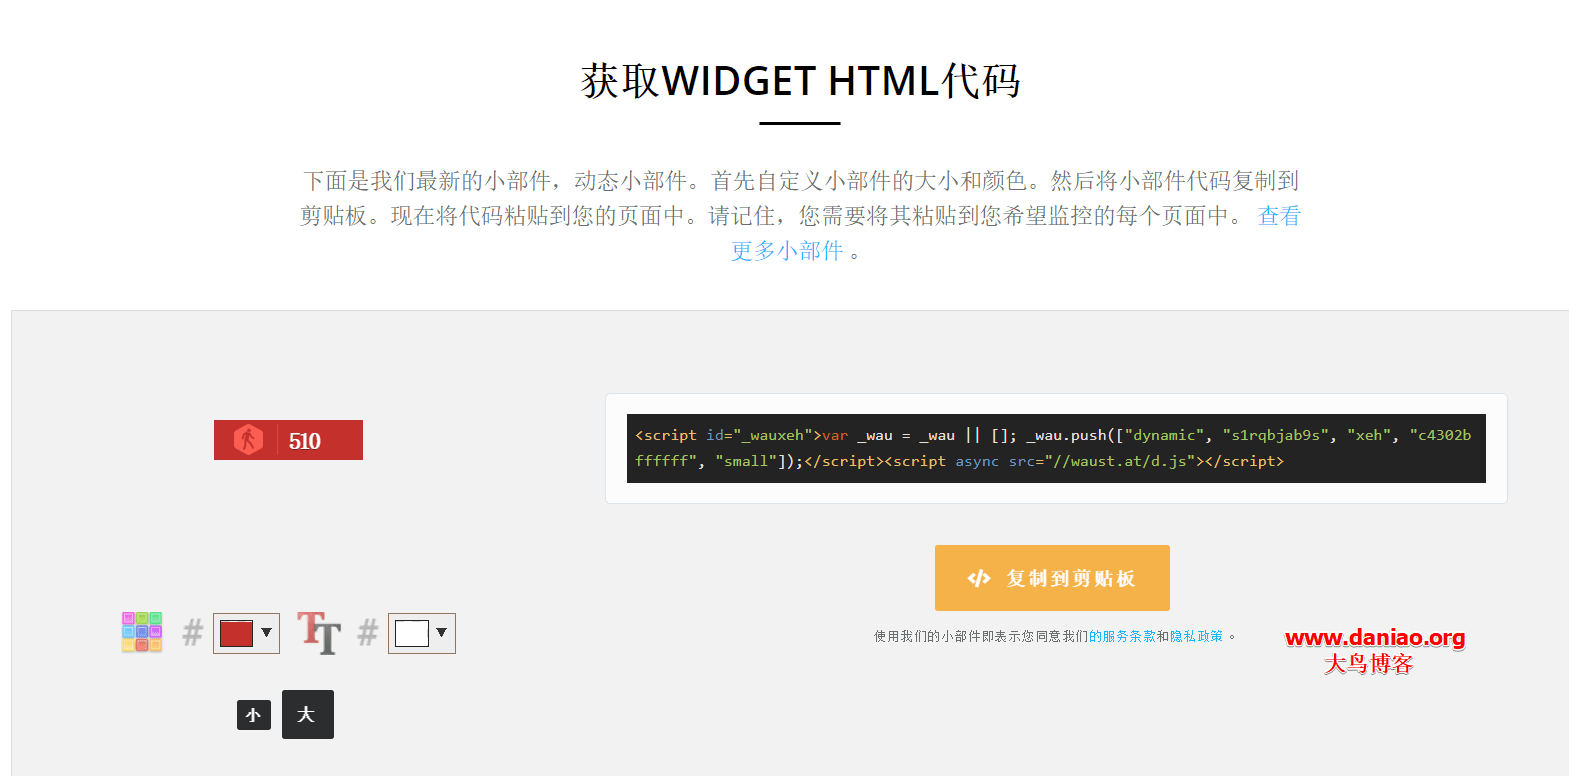 获取WIDGET HTML代码
下面是我们最新的小部件，动态小部件。首先自定义小部件的大小和颜色。然后将小部件代码复制到
剪贴板。现在将代码粘贴到您的页面中。请记住，您需要将其粘贴到您希望监控的每个页面中。 查看
更多小部件 。
510
<script id="_wauxeh">var _wau = _wau || []; _wau.push(["dynamic", "s1rqbjab9s", "xeh", "c4302b
ffffff", "small"]);</script><script async src="//waust.at/d.js"></script>
</> 复制到剪贴板
# TT #
使用我们的小部件即表示您同意我们的服务条款和隐私政策 。
www.daniao.org
大鸟博客
小 大